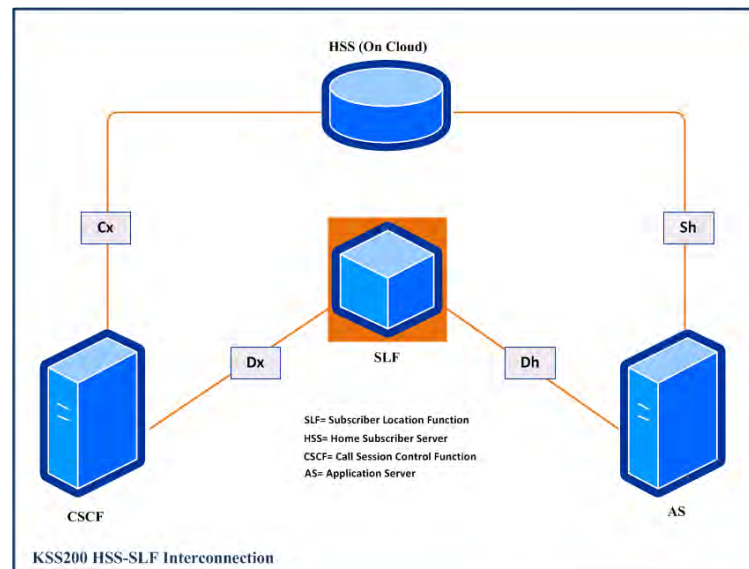 HSS (On Cloud)
Cx
Sh
SLF
Dx
Dh
SLF= Subscriber Location Function
HSS= Home Subscriber Server
CSCF= Call Session Control Function
AS= Application Server
CSCF
AS
KSS200 HSS-SLF Interconnection